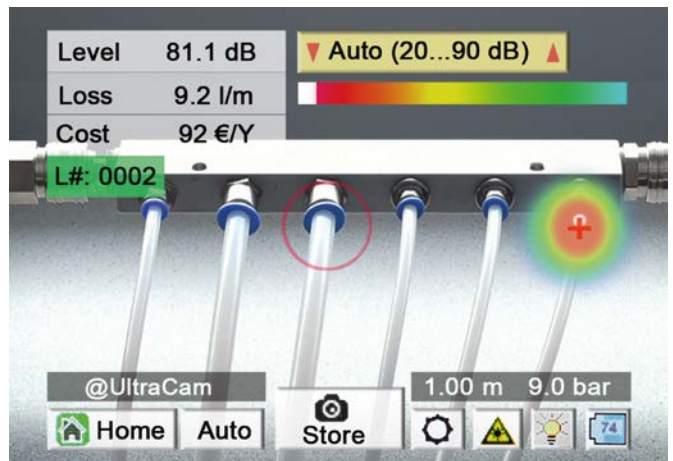 Level 81.1 dB
▼ Auto (20...90 dB) ▲
Loss 9.2 l/m
Cost 92 €/Y
L#: 0002
@UltraCam
1.00 m 9.0 bar
Home Auto Store 74